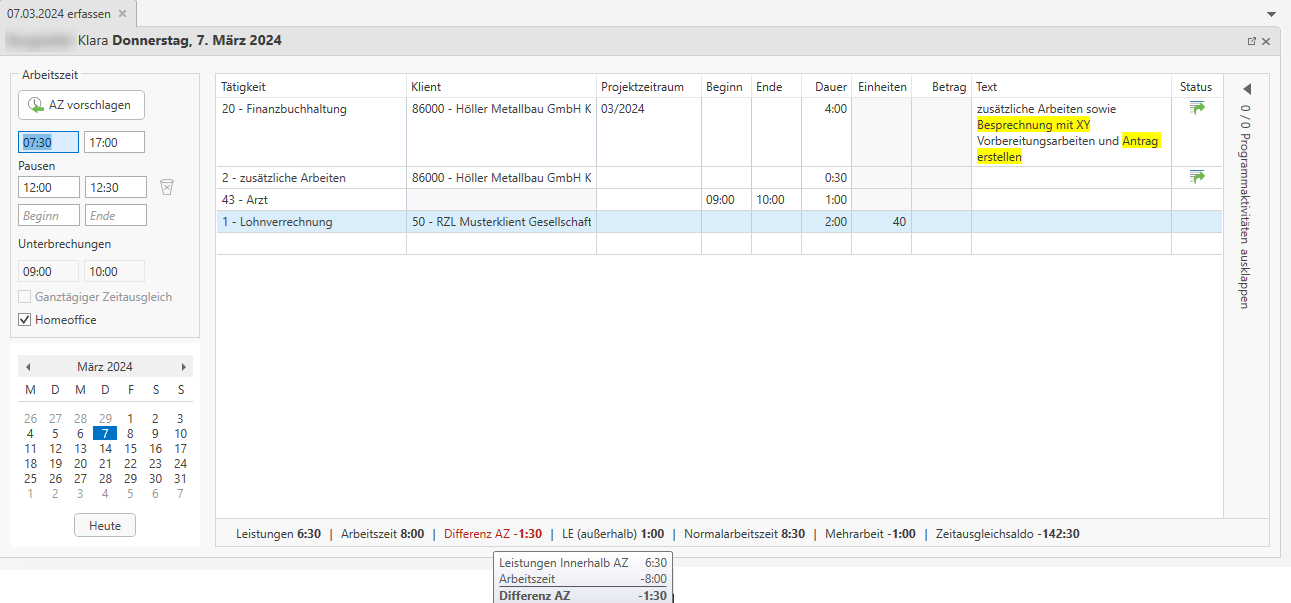 07.03.2024 erfassen
Klara Donnerstag, 7. März 2024
Arbeitszeit
AZ vorschlagen
07:30 17:00
Pausen
12:00 12:30
Beginn Ende
Unterbrechungen
09:00 10:00
Ganztägiger Zeitausgleich
Homeoffice
März 2024
M D M D F S S
26 27 28 29 1 2 3
4 5 6 7 8 9 10
11 12 13 14 15 16 17
18 19 20 21 22 23 24
25 26 27 28 29 30 31
1 2 3 4 5 6 7
Heute
Tätigkeit Klient Projektzeitraum Beginn Ende Dauer Einheiten Betrag Text Status
20 - Finanzbuchhaltung 86000 - Höller Metallbau GmbH K 03/2024 4:00 zusätzliche Arbeiten sowie
Besprechnung mit XY
Vorbereitungsarbeiten und Antrag
erstellen
2 - zusätzliche Arbeiten 86000 - Höller Metallbau GmbH K 0:30
43 - Arzt 09:00 10:00 1:00
1 - Lohnverrechnung 50 - RZL Musterklient Gesellschaft 2:00 40
0 / 0 Programmaktivitäten ausklappen
Leistungen 6:30 | Arbeitszeit 8:00 | Differenz AZ -1:30 | LE (außerhalb) 1:00 | Normalarbeitszeit 8:30 | Mehrarbeit -1:00 | Zeitausgleichsaldo -142:30
Leistungen Innerhalb AZ 6:30
Arbeitszeit -8:00
Differenz AZ -1:30